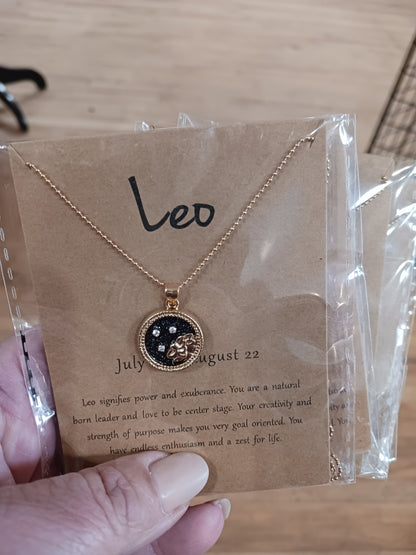 Leo
July August 22
Leo signifies power and exuberance. You are a natural
born leader and love to be center stage. Your creativity and
strength of purpose makes you very goal oriented. You
have endless enthusiasm and a zest for life.